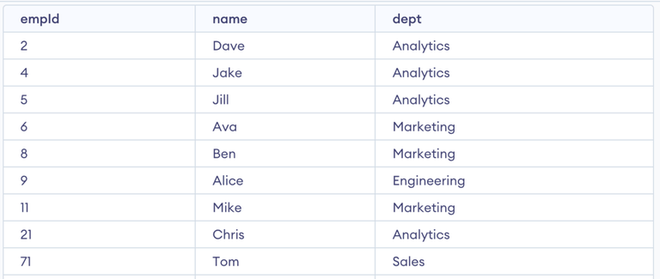 empId name dept
2 Dave Analytics
4 Jake Analytics
5 Jill Analytics
6 Ava Marketing
8 Ben Marketing
9 Alice Engineering
11 Mike Marketing
21 Chris Analytics
71 Tom Sales